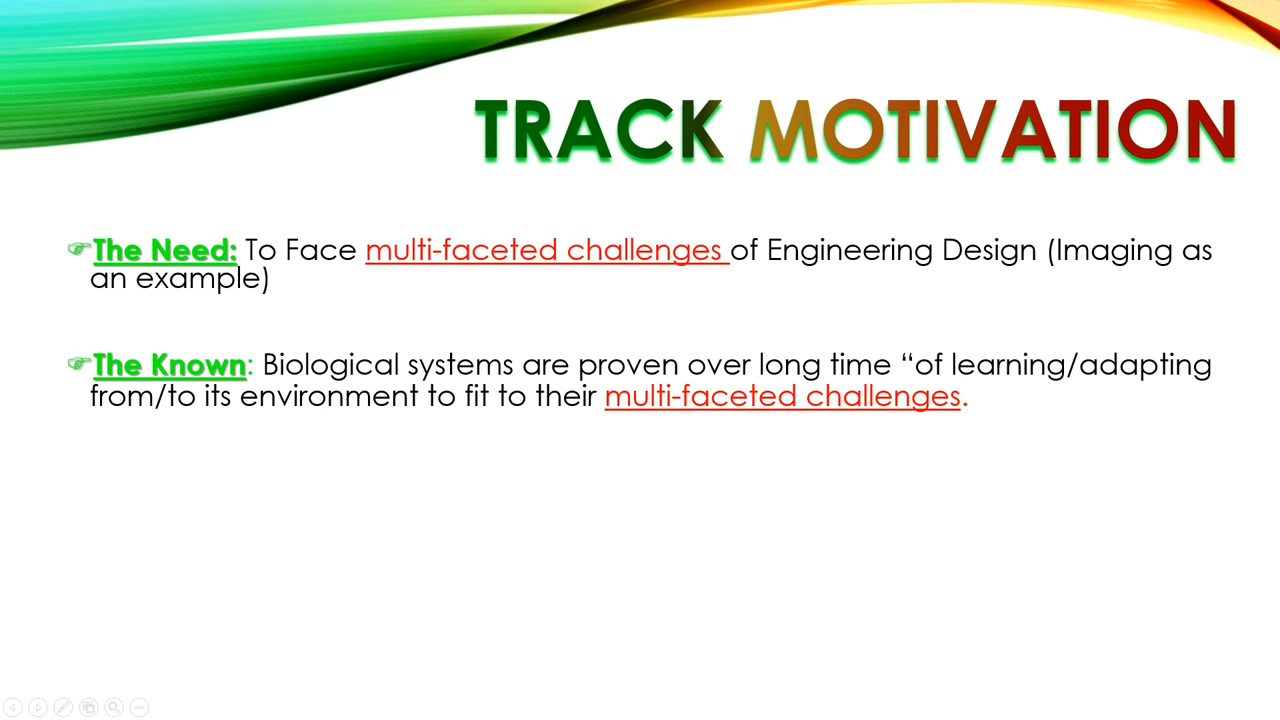 TRACK MOTIVATION
☞The Need: To Face multi-faceted challenges of Engineering Design (Imaging as
an example)
☞The Known: Biological systems are proven over long time “of learning/adapting
from/to its environment to fit to their multi-faceted challenges.